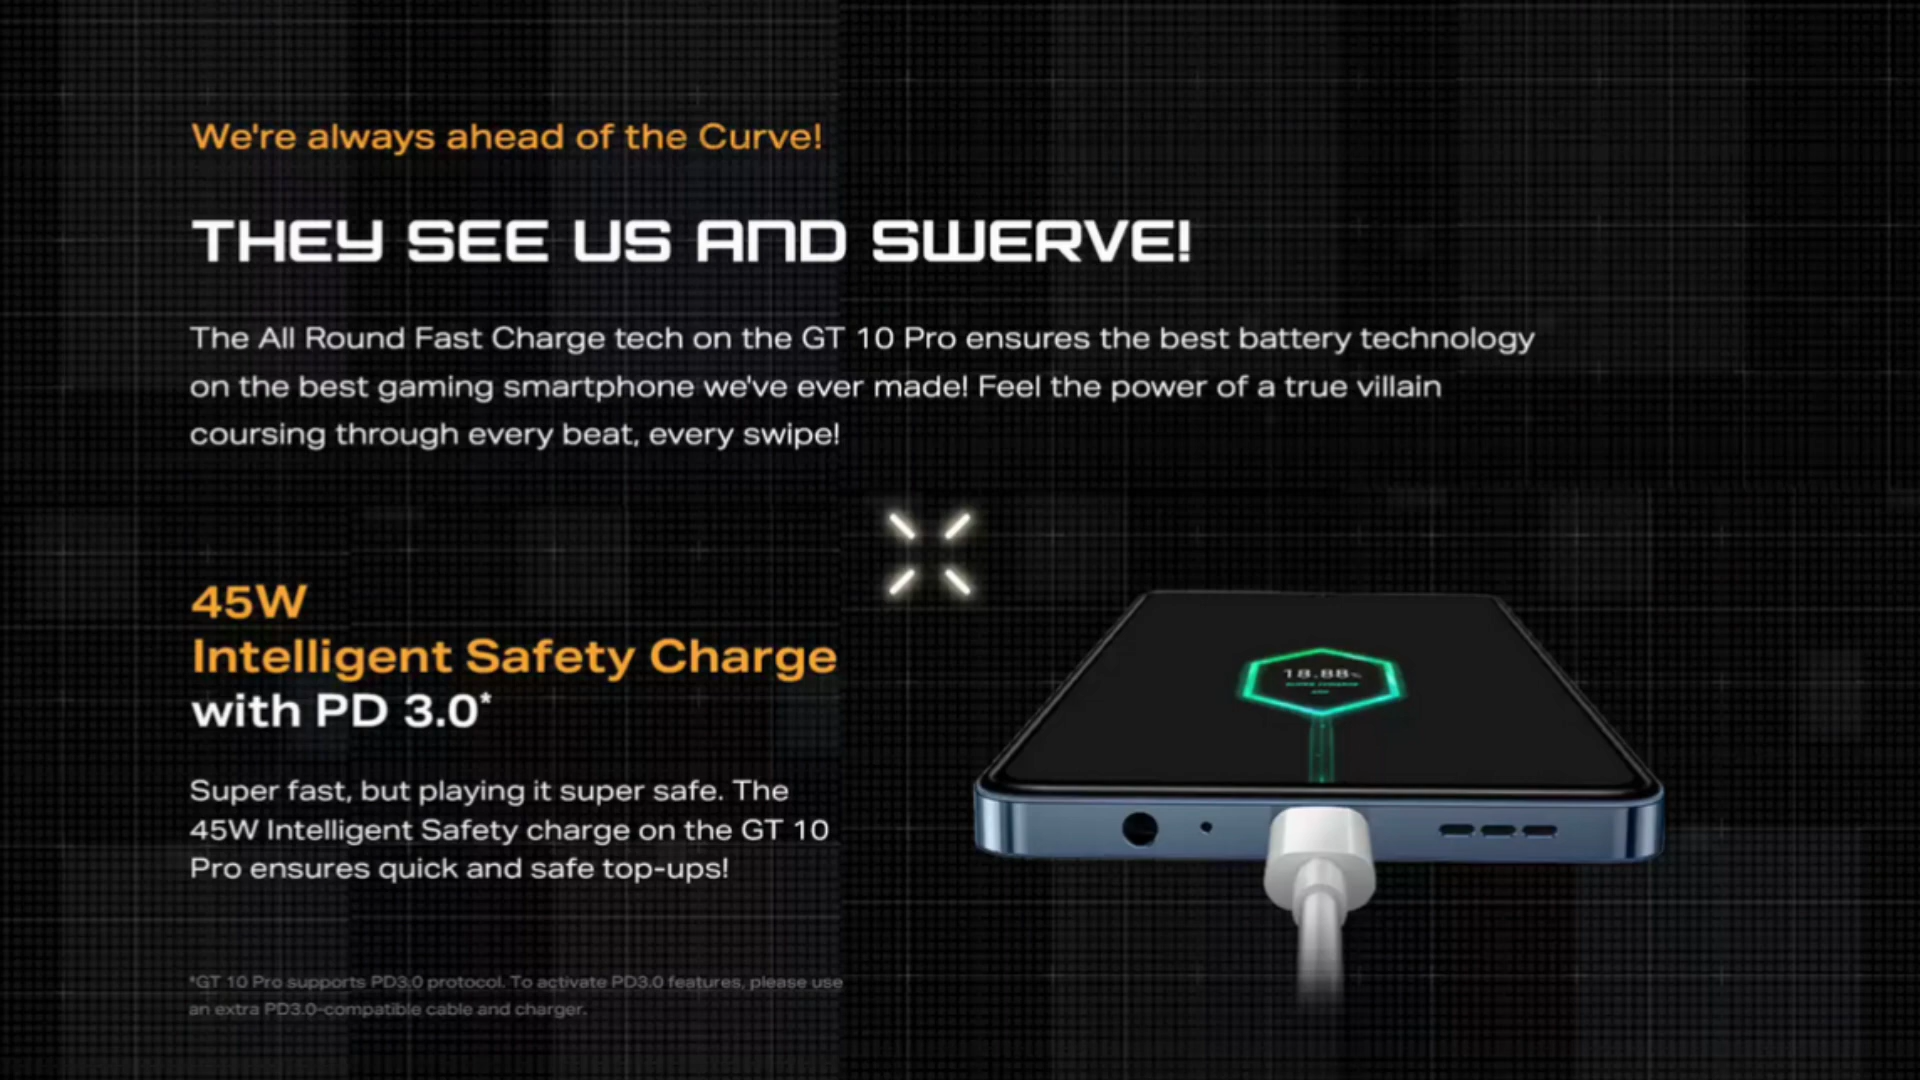 We're always ahead of the Curve!
THEY SEE US AND SWERVE!
The All Round Fast Charge tech on the GT 10 Pro ensures the best battery technology
on the best gaming smartphone we've ever made! Feel the power of a true villain
coursing through every beat, every swipe!
45W
Intelligent Safety Charge
with PD 3.0*
Super fast, but playing it super safe. The
45W Intelligent Safety charge on the GT 10
Pro ensures quick and safe top-ups!
18.88%
*GT 10 Pro supports PD3.0 protocol. To activate PD3.0 features, please use
an extra PD3.0-compatible cable and charger.